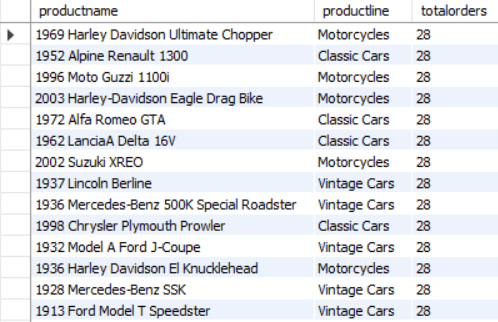 productname productline totalorders
1969 Harley Davidson Ultimate Chopper Motorcycles 28
1952 Alpine Renault 1300 Classic Cars 28
1996 Moto Guzzi 1100i Motorcycles 28
2003 Harley-Davidson Eagle Drag Bike Motorcycles 28
1972 Alfa Romeo GTA Classic Cars 28
1962 LanciaA Delta 16V Classic Cars 28
2002 Suzuki XREO Motorcycles 28
1937 Lincoln Berline Vintage Cars 28
1936 Mercedes-Benz 500K Special Roadster Vintage Cars 28
1998 Chrysler Plymouth Prowler Classic Cars 28
1932 Model A Ford J-Coupe Vintage Cars 28
1936 Harley Davidson El Knucklehead Motorcycles 28
1928 Mercedes-Benz SSK Vintage Cars 28
1913 Ford Model T Speedster Vintage Cars 28